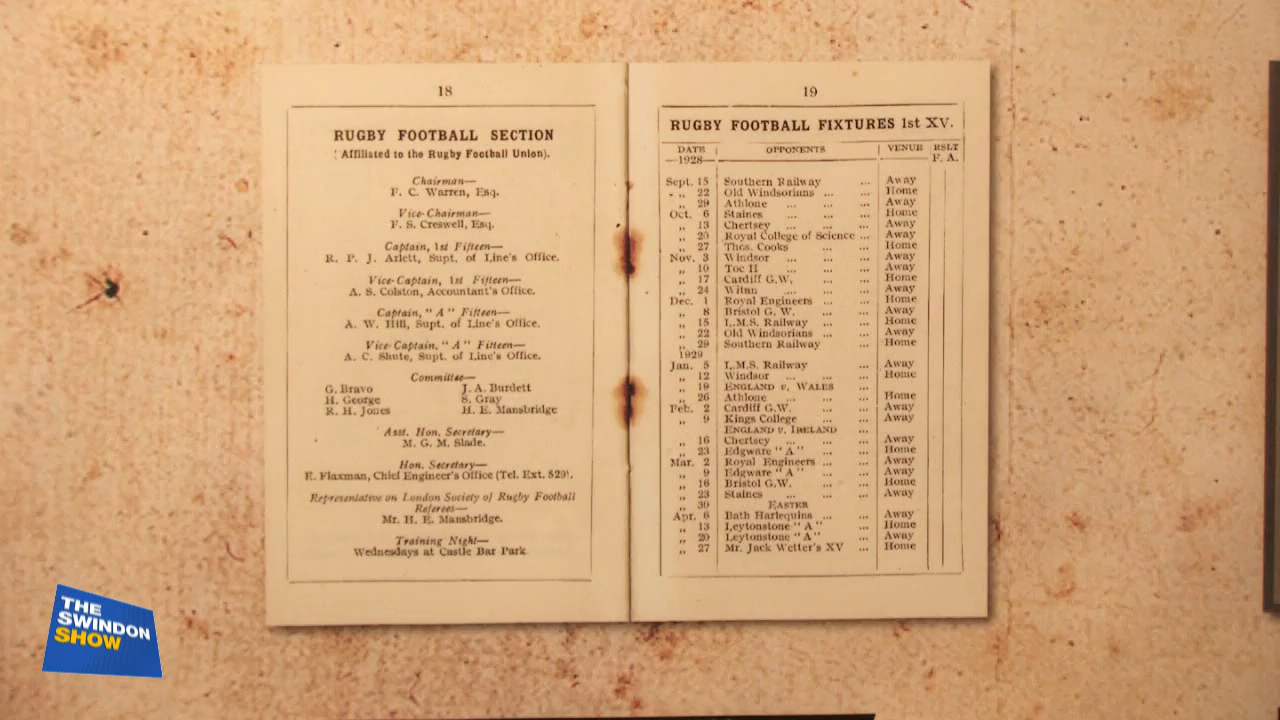 18
RUGBY FOOTBALL SECTION
(Affiliated to the Rugby Football Union).
Chairman—
F. C. Warren, Esq.
Vice-Chairman—
F. S. Creswell, Esq.
Captain, 1st Fifteen—
R. P. J. Arlett, Supt. of Line's Office.
Vice-Captain, 1st Fifteen—
A. S. Colston, Accountant's Office.
Captain, "A" Fifteen—
A. W. Hill, Supt. of Line's Office.
Vice-Captain, "A" Fifteen—
A. C. Shute, Supt. of Line's Office.
Committee—
G. Bravo J. A. Burdett
H. George S. Gray
R. H. Jones H. E. Mansbridge
Asst. Hon. Secretary—
M. G. M. Slade.
Hon. Secretary—
E. Flaxman, Chief Engineer's Office (Tel. Ext. 829).
Representative on London Society of Rugby Football
Referees—
Mr. H. E. Mansbridge.
Training Night—
Wednesdays at Castle Bar Park.
19
RUGBY FOOTBALL FIXTURES 1st XV.
DATE OPPONENTS VENUE RSLT
—1928— F. A.
Sept. 15 Southern Railway ... Away
„ 22 Old Windsorians ... ... Home
„ 29 Athlone ... ... ... Away
Oct. 6 Staines ... ... ... Home
„ 13 Chertsey ... ... ... Away
„ 20 Royal College of Science ... Away
„ 27 Thos. Cooks ... ... Home
Nov. 3 Windsor ... ... ... Away
„ 10 Toc H ... ... ... Away
„ 17 Cardiff G.W. ... ... Home
„ 24 Witan ... ... ... Away
Dec. 1 Royal Engineers ... ... Home
„ 8 Bristol G. W. ... ... Away
„ 15 L.M.S. Railway ... ... Home
„ 22 Old Windsorians ... ... Away
„ 29 Southern Railway ... Home
1929
Jan. 5 L.M.S. Railway ... ... Away
„ 12 Windsor ... ... ... Home
„ 19 ENGLAND v. WALES ...
„ 26 Athlone ... ... ... Home
Feb. 2 Cardiff G.W. ... ... Away
„ 9 Kings College ... ... Away
ENGLAND v. IRELAND ...
„ 16 Chertsey ... ... ... Away
„ 23 Edgware "A" ... ... Home
Mar. 2 Royal Engineers ... ... Away
„ 9 Edgware "A" ... ... Away
„ 16 Bristol G.W. ... ... Home
„ 23 Staines ... ... ... Away
„ 30 EASTER
Apr. 6 Bath Harlequins ... ... Away
„ 13 Leytonstone "A" ... Home
„ 20 Leytonstone "A" ... Away
„ 27 Mr. Jack Wetter's XV ... Home
THE
SWINDON
SHOW